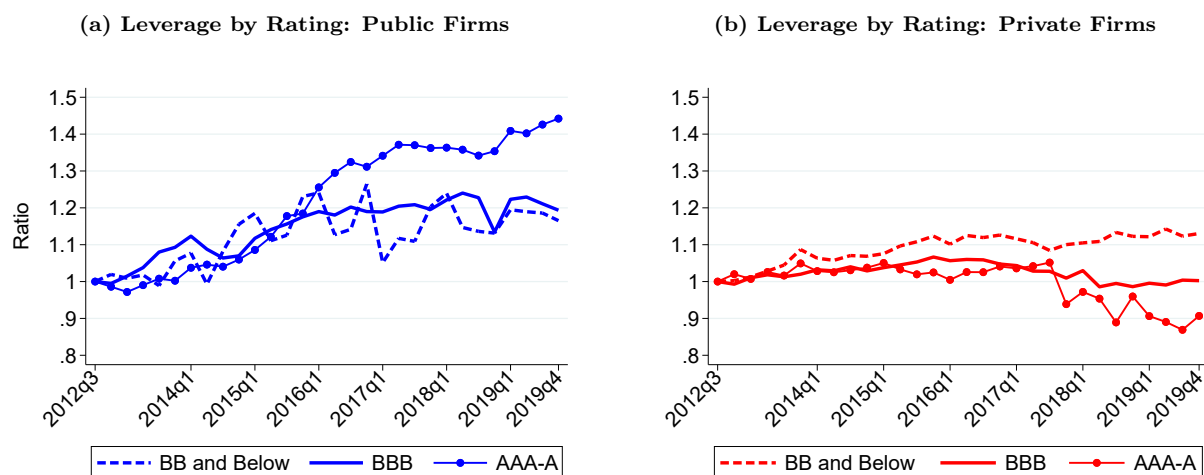 (a) Leverage by Rating: Public Firms
1.5
1.4
1.3
1.2
1.1
1
.9
.8
Ratio
2012q3
2014q1
2015q1
2016q1
2017q1
2018q1
2019q1
2019q4
BB and Below BBB AAA-A
(b) Leverage by Rating: Private Firms
1.5
1.4
1.3
1.2
1.1
1
.9
.8
2012q3
2014q1
2015q1
2016q1
2017q1
2018q1
2019q1
2019q4
BB and Below BBB AAA-A